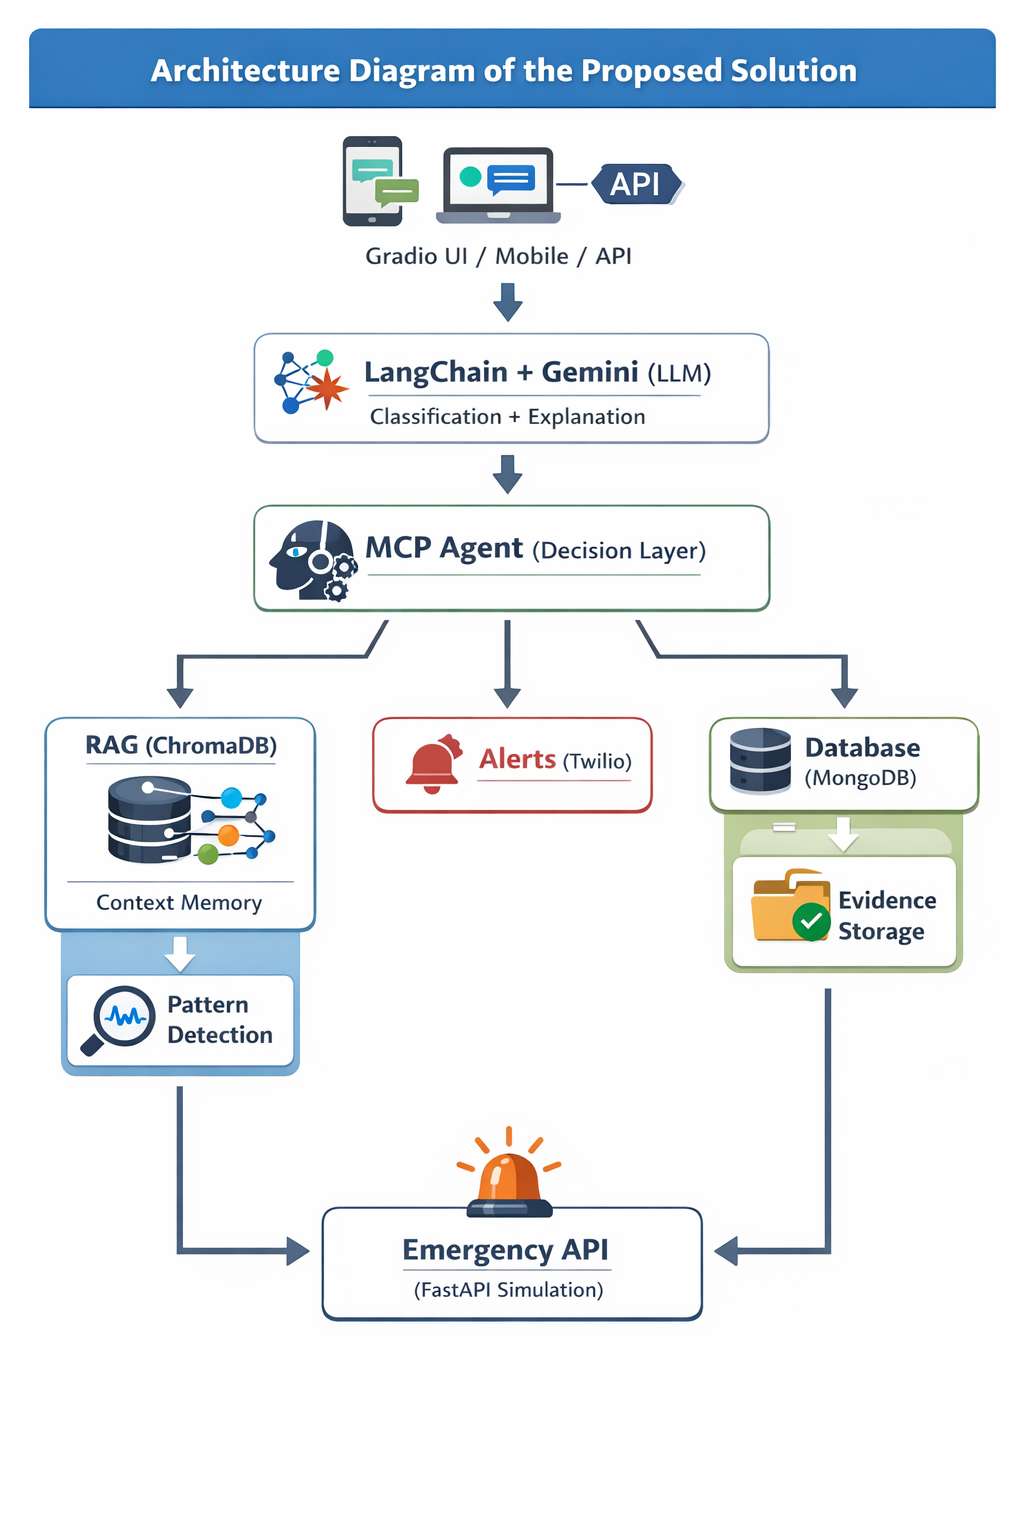 Architecture Diagram of the Proposed Solution
API
Gradio UI / Mobile / API
LangChain + Gemini (LLM)
Classification + Explanation
MCP Agent (Decision Layer)
RAG (ChromaDB)
Context Memory
Pattern
Detection
Alerts (Twilio)
Database
(MongoDB)
Evidence
Storage
Emergency API
(FastAPI Simulation)